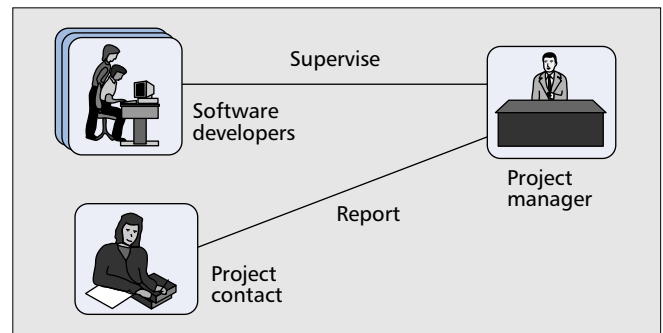 Supervise
Software
developers
Project
manager
Report
Project
contact